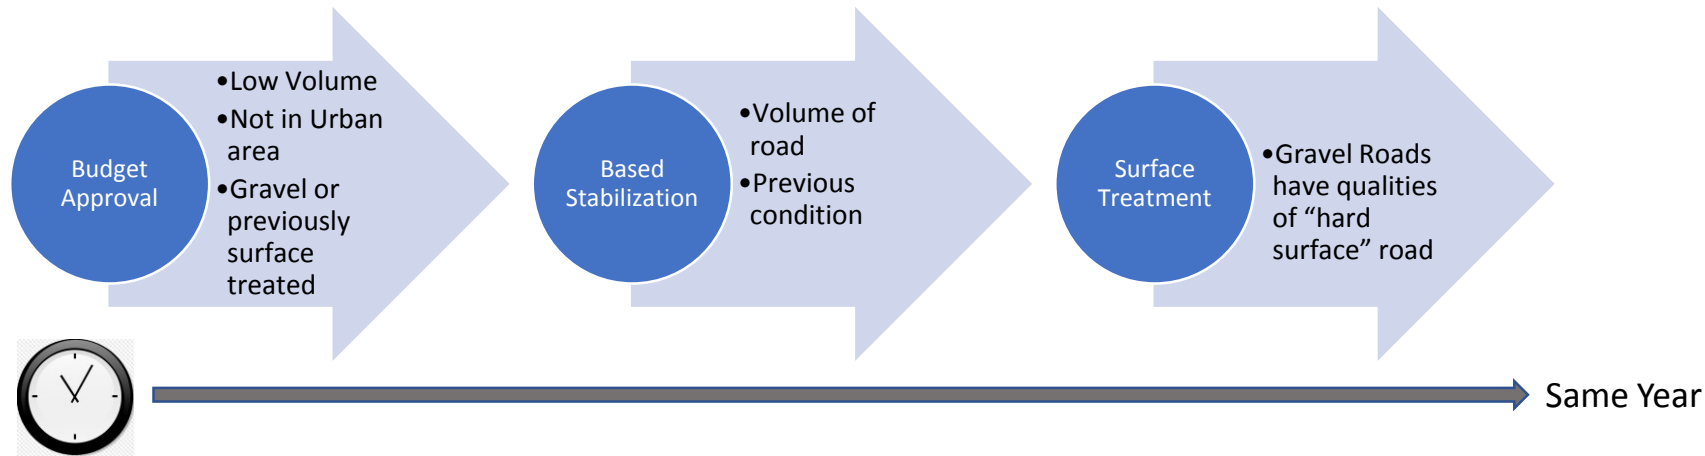 Budget
Approval
•Low Volume
•Not in Urban
area
•Gravel or
previously
surface
treated
Based
Stabilization
•Volume of
road
•Previous
condition
Surface
Treatment
•Gravel Roads
have qualities
of “hard
surface” road
Same Year